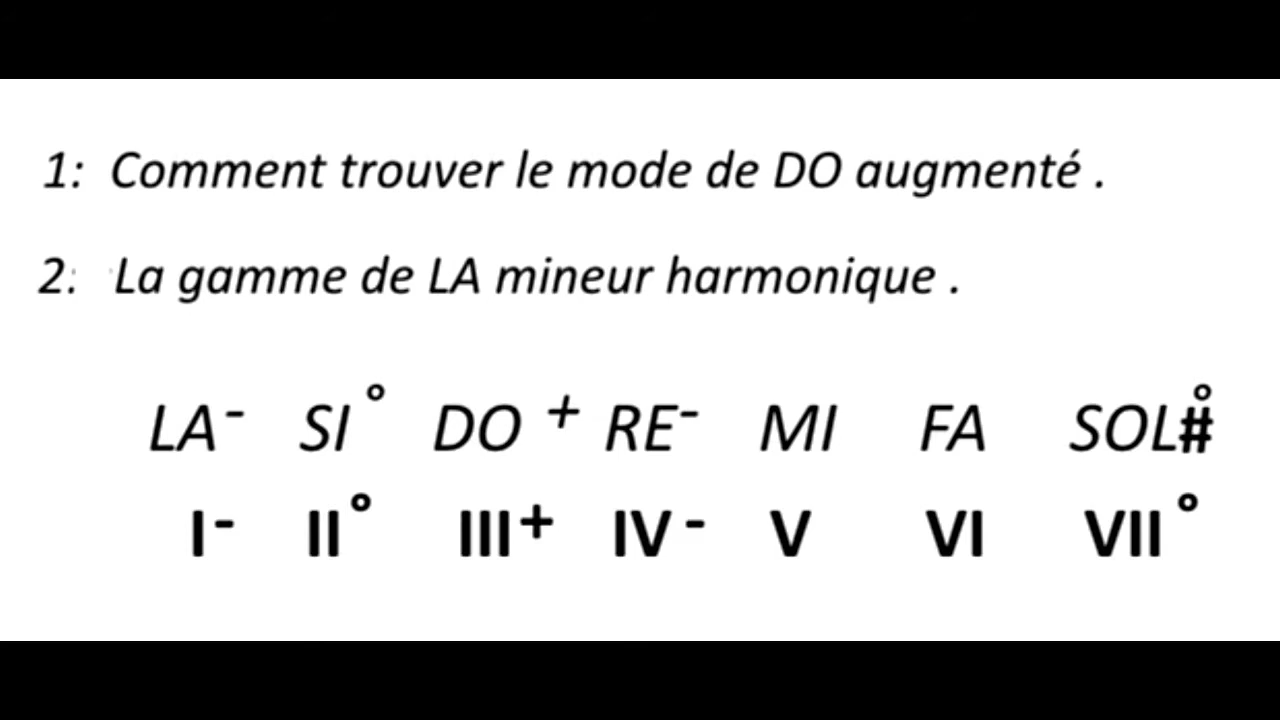 1: Comment trouver le mode de DO augmenté .
2: La gamme de LA mineur harmonique .
LA- SI° DO + RE- MI FA SOL#°
I- II° III+ IV- V VI VII°